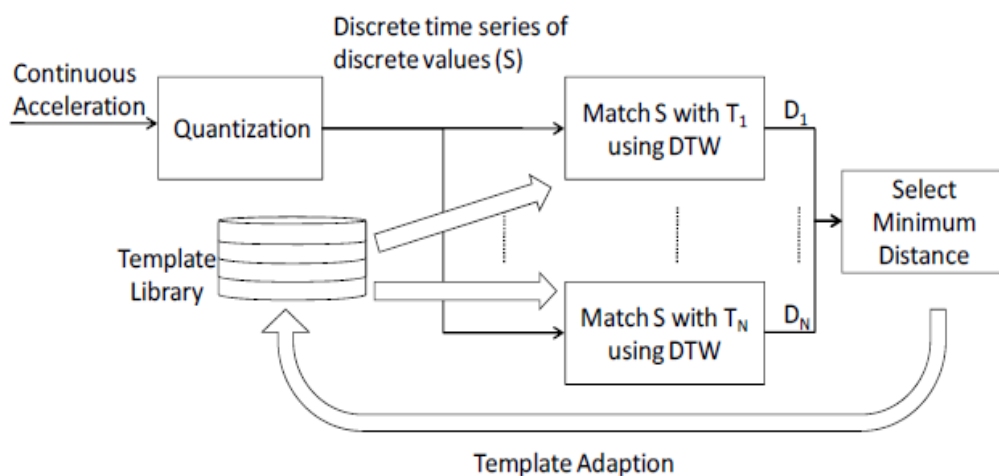 Discrete time series of
discrete values (S)
Continuous
Acceleration
Quantization
Match S with T1
using DTW
D1
Select
Minimum
Distance
Template
Library
Match S with TN
using DTW
DN
Template Adaption